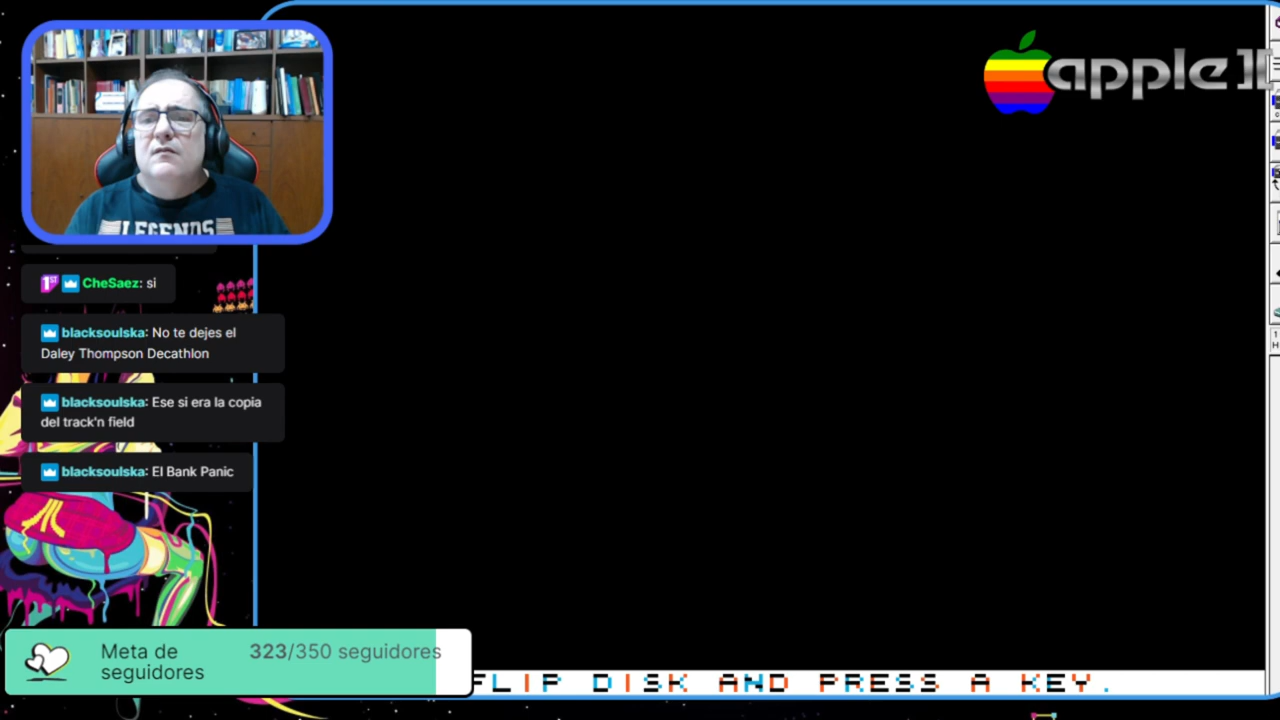 apple ][
LEGENDS
CheSaez: si
blacksoulska: No te dejes el
Daley Thompson Decathlon
blacksoulska: Ese si era la copia
del track'n field
blacksoulska: El Bank Panic
Meta de
seguidores
323/350 seguidores
FLIP DISK AND PRESS A KEY.